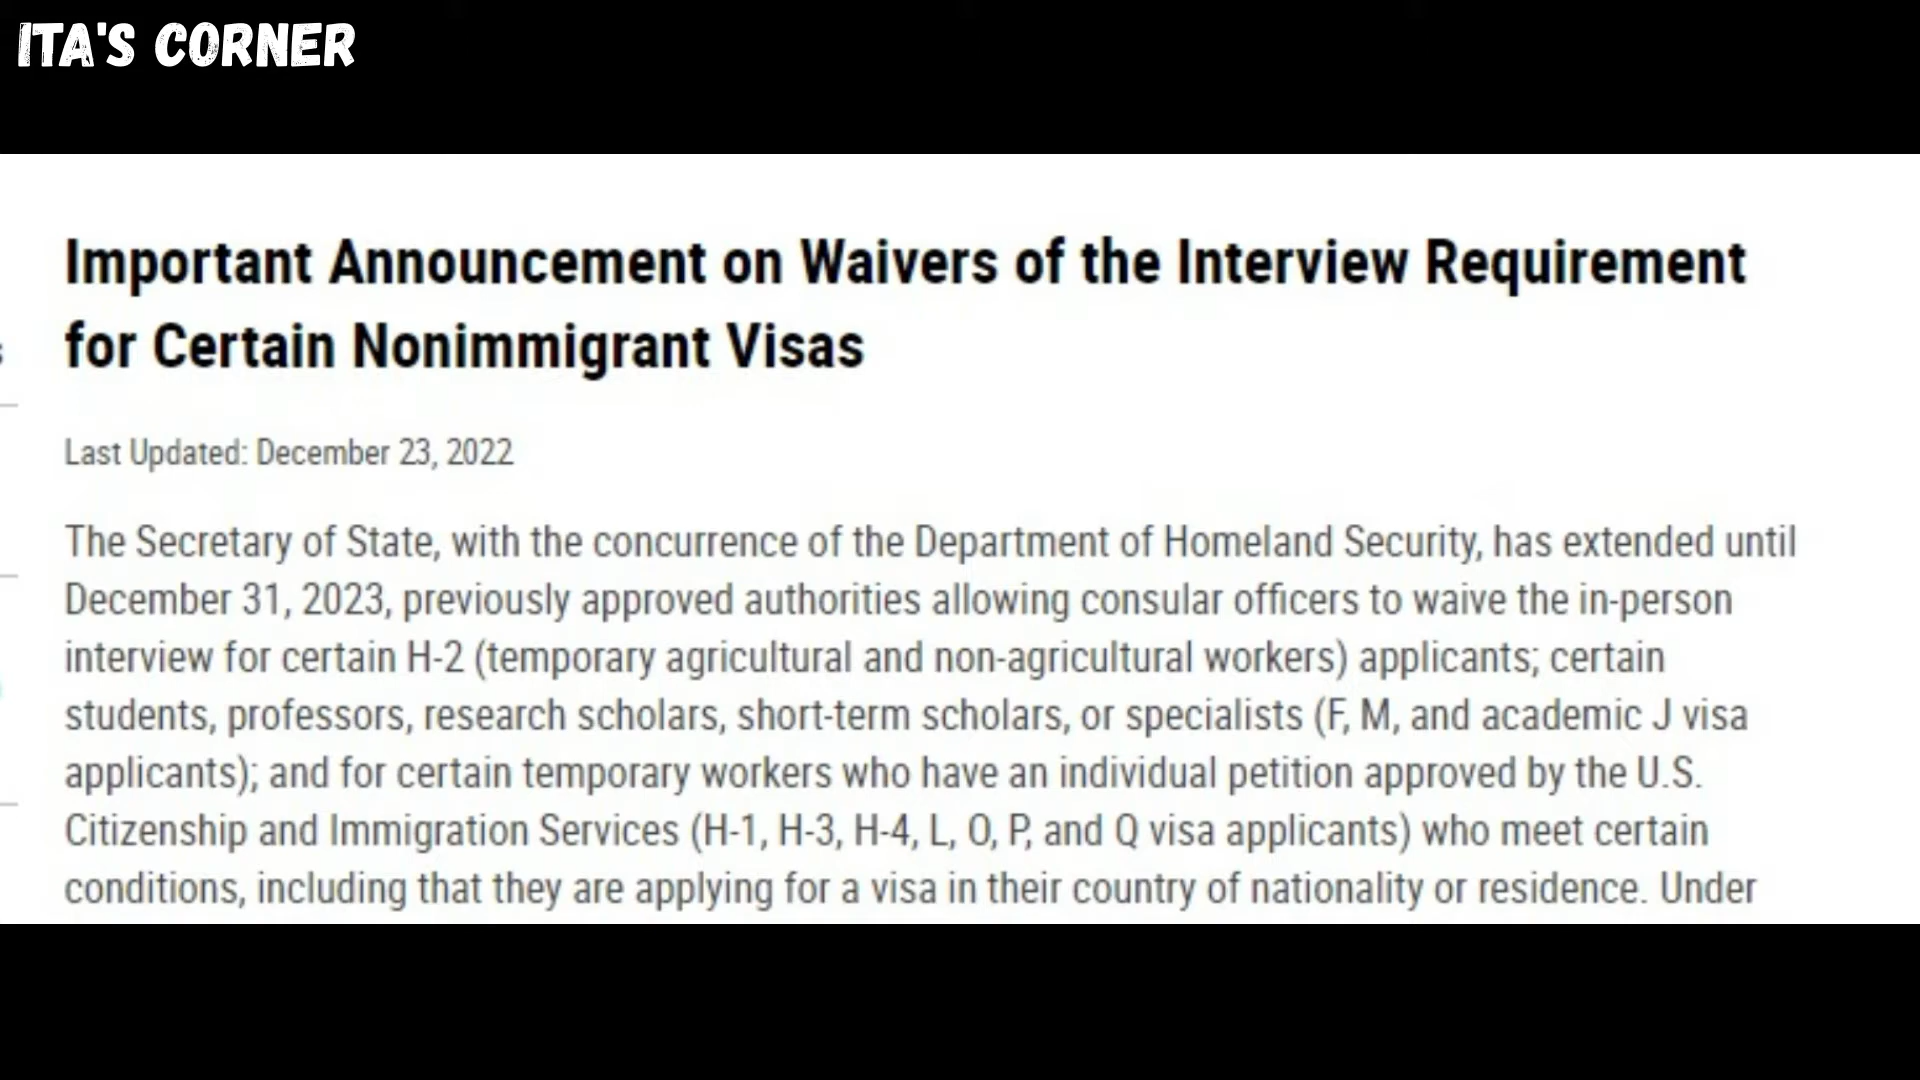 ITA'S CORNER
Important Announcement on Waivers of the Interview Requirement
for Certain Nonimmigrant Visas
Last Updated: December 23, 2022
The Secretary of State, with the concurrence of the Department of Homeland Security, has extended until
December 31, 2023, previously approved authorities allowing consular officers to waive the in-person
interview for certain H-2 (temporary agricultural and non-agricultural workers) applicants; certain
students, professors, research scholars, short-term scholars, or specialists (F, M, and academic J visa
applicants); and for certain temporary workers who have an individual petition approved by the U.S.
Citizenship and Immigration Services (H-1, H-3, H-4, L, O, P, and Q visa applicants) who meet certain
conditions, including that they are applying for a visa in their country of nationality or residence. Under